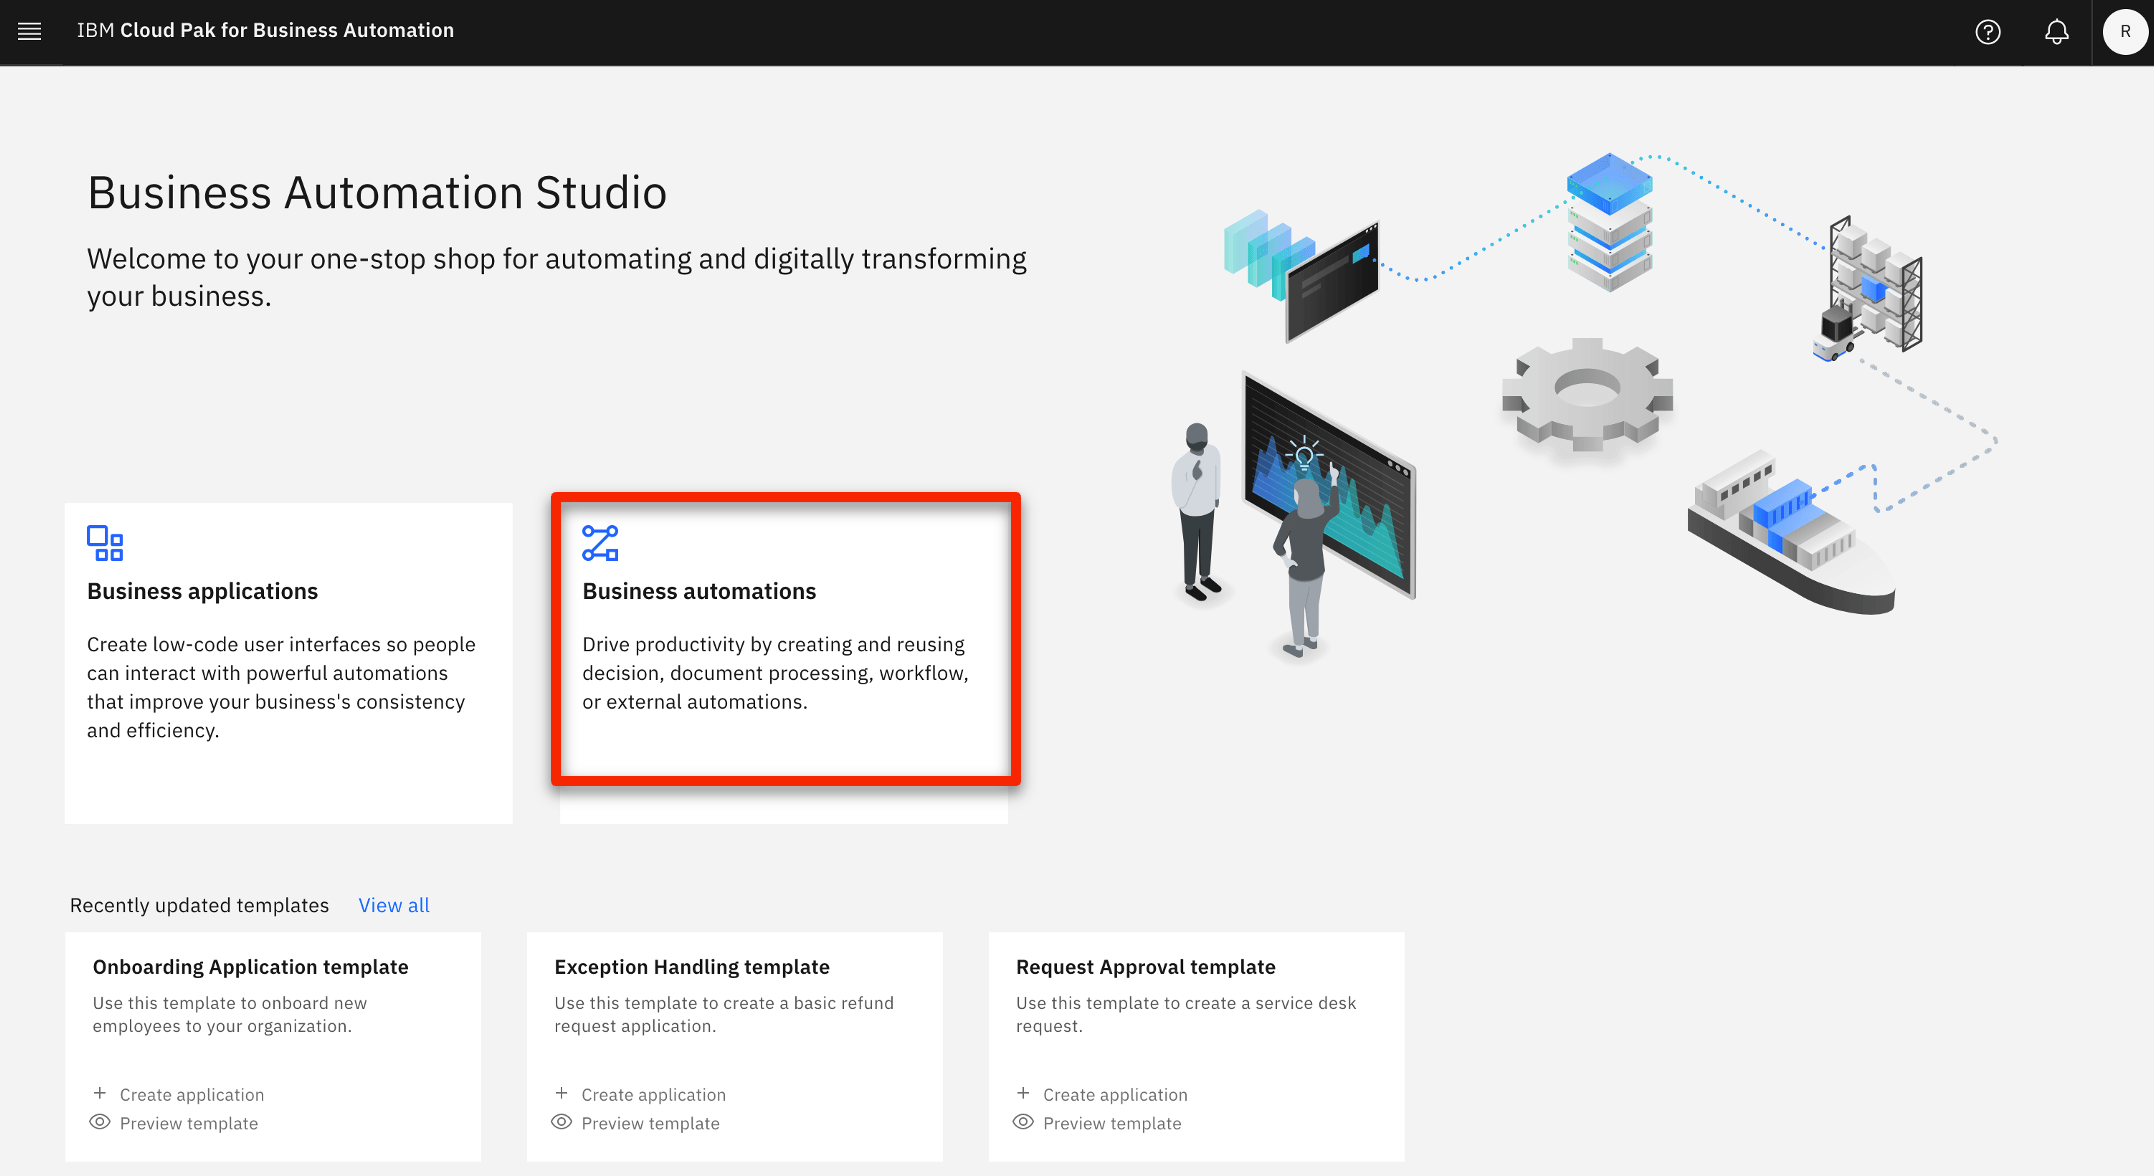 IBM Cloud Pak for Business Automation
R
Business Automation Studio
Welcome to your one-stop shop for automating and digitally transforming
your business.
Business applications
Create low-code user interfaces so people
can interact with powerful automations
that improve your business's consistency
and efficiency.
Business automations
Drive productivity by creating and reusing
decision, document processing, workflow,
or external automations.
Recently updated templates View all
Onboarding Application template
Use this template to onboard new
employees to your organization.
+ Create application
Preview template
Exception Handling template
Use this template to create a basic refund
request application.
+ Create application
Preview template
Request Approval template
Use this template to create a service desk
request.
+ Create application
Preview template